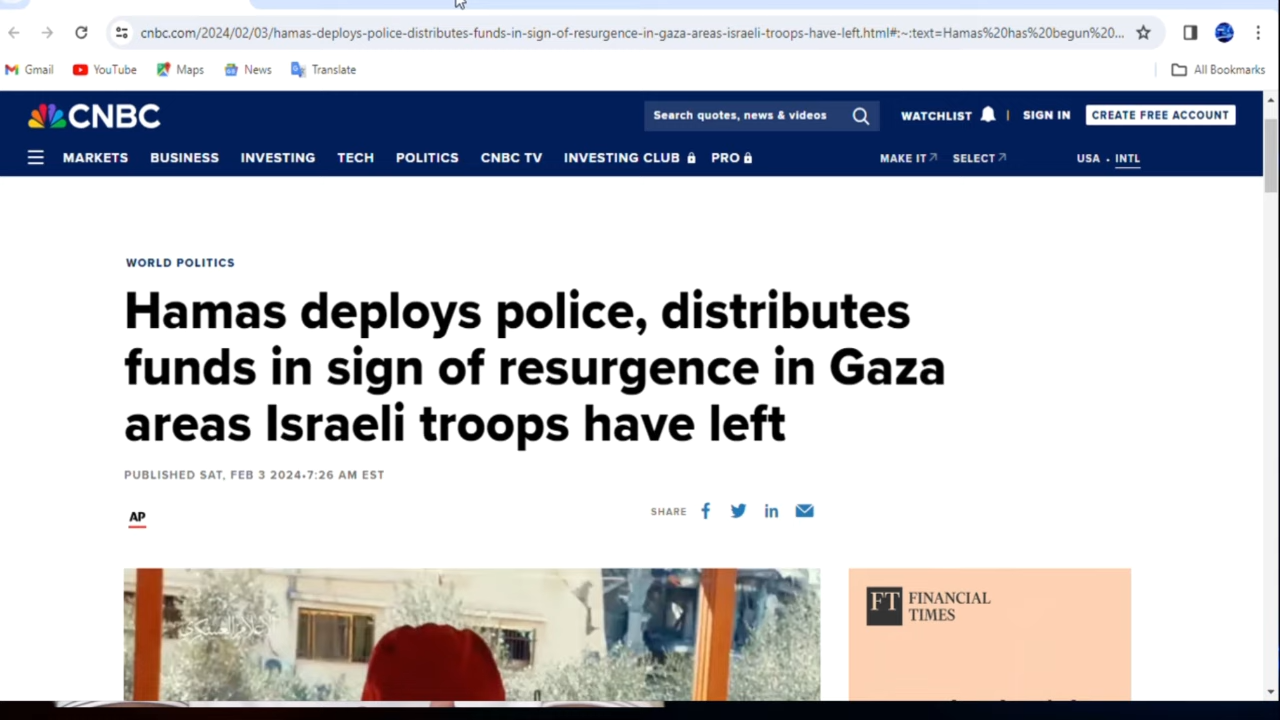 cnbc.com/2024/02/03/hamas-deploys-police-distributes-funds-in-sign-of-resurgence-in-gaza-areas-israeli-troops-have-left.html#:~:text=Hamas%20has%20begun%20...
Gmail YouTube Maps News Translate All Bookmarks
CNBC Search quotes, news & videos WATCHLIST | SIGN IN CREATE FREE ACCOUNT
MARKETS BUSINESS INVESTING TECH POLITICS CNBC TV INVESTING CLUB PRO MAKE IT SELECT USA • INTL
WORLD POLITICS
Hamas deploys police, distributes
funds in sign of resurgence in Gaza
areas Israeli troops have left
PUBLISHED SAT, FEB 3 2024•7:26 AM EST
AP SHARE
FT FINANCIAL
TIMES